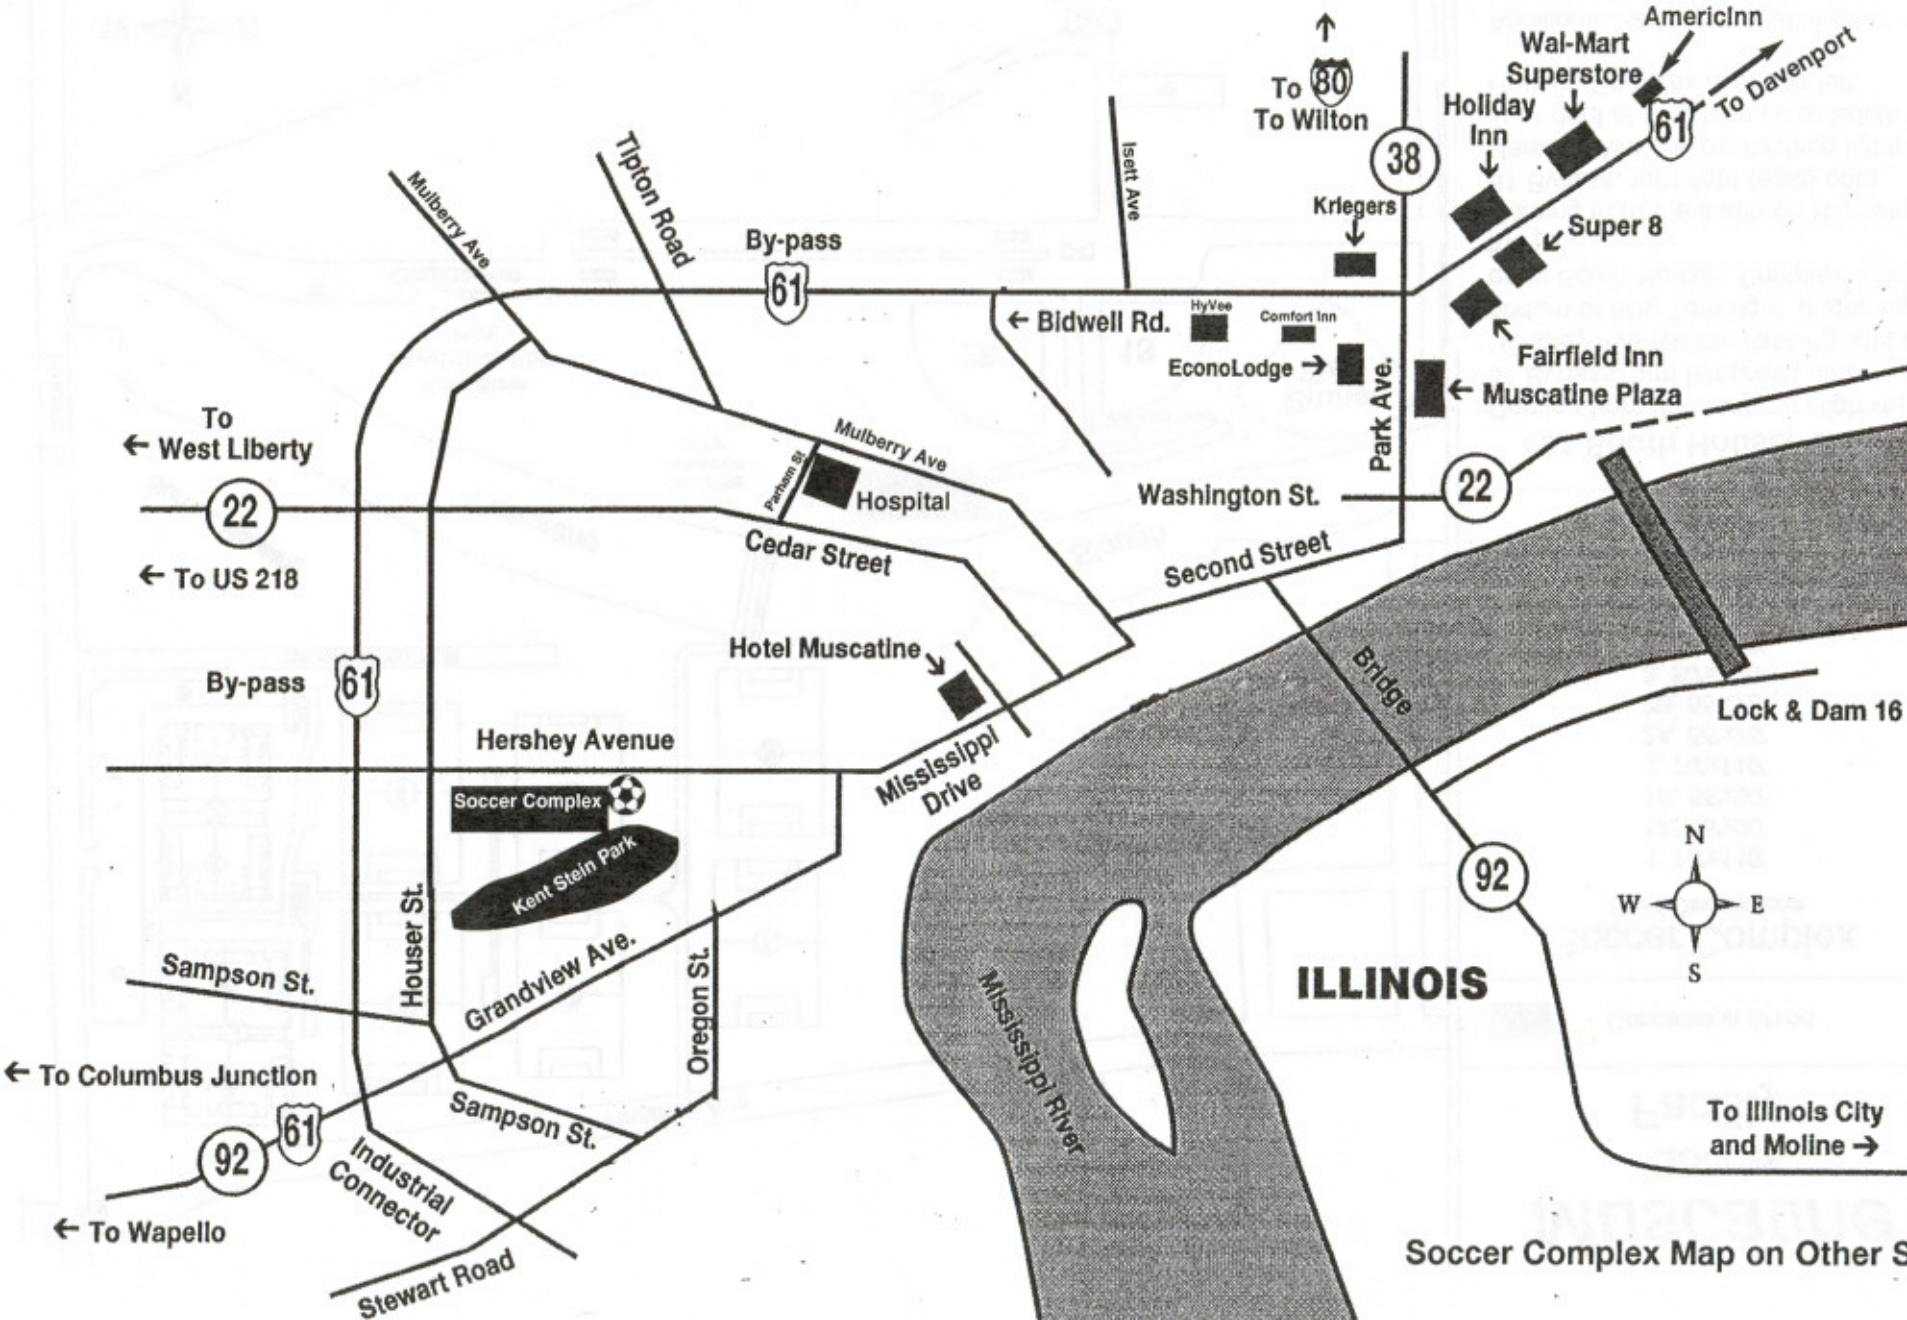 AmericInn
Wal-Mart
Superstore
To Davenport
61
To 80
To Wilton
Holiday
Inn
38
Isett Ave
Tipton Road
Mulberry Ave
Kriegers
Super 8
By-pass
61
← Bidwell Rd.
HyVee
Comfort Inn
EconoLodge →
Fairfield Inn
← Muscatine Plaza
Park Ave.
To
← West Liberty
22
← To US 218
Mulberry Ave
Parham St
Hospital
Cedar Street
Washington St.
22
Second Street
Hotel Muscatine
By-pass
61
Bridge
Lock & Dam 16
Hershey Avenue
Mississippi
Drive
Soccer Complex
Kent Stein Park
Houser St.
N
W E
S
92
Sampson St.
Grandview Ave.
Oregon St.
ILLINOIS
Mississippi River
← To Columbus Junction
61
92
Sampson St.
Industrial
Connector
← To Wapello
Stewart Road
To Illinois City
and Moline →
Soccer Complex Map on Other S